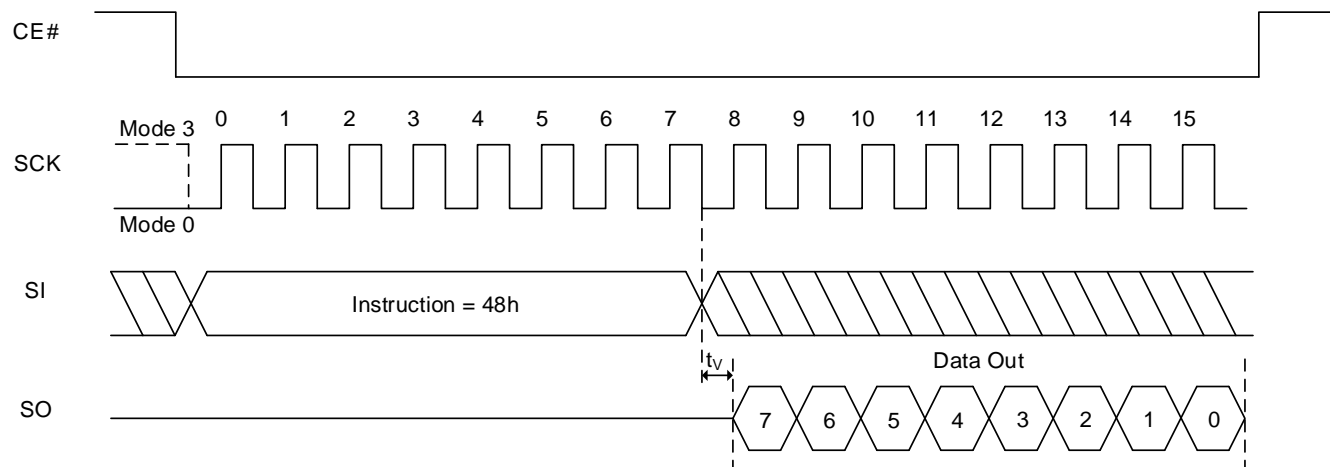 CE#
0 1 2 3 4 5 6 7 8 9 10 11 12 13 14 15
Mode 3
SCK
Mode 0
SI
Instruction = 48h
tV
Data Out
SO
7 6 5 4 3 2 1 0